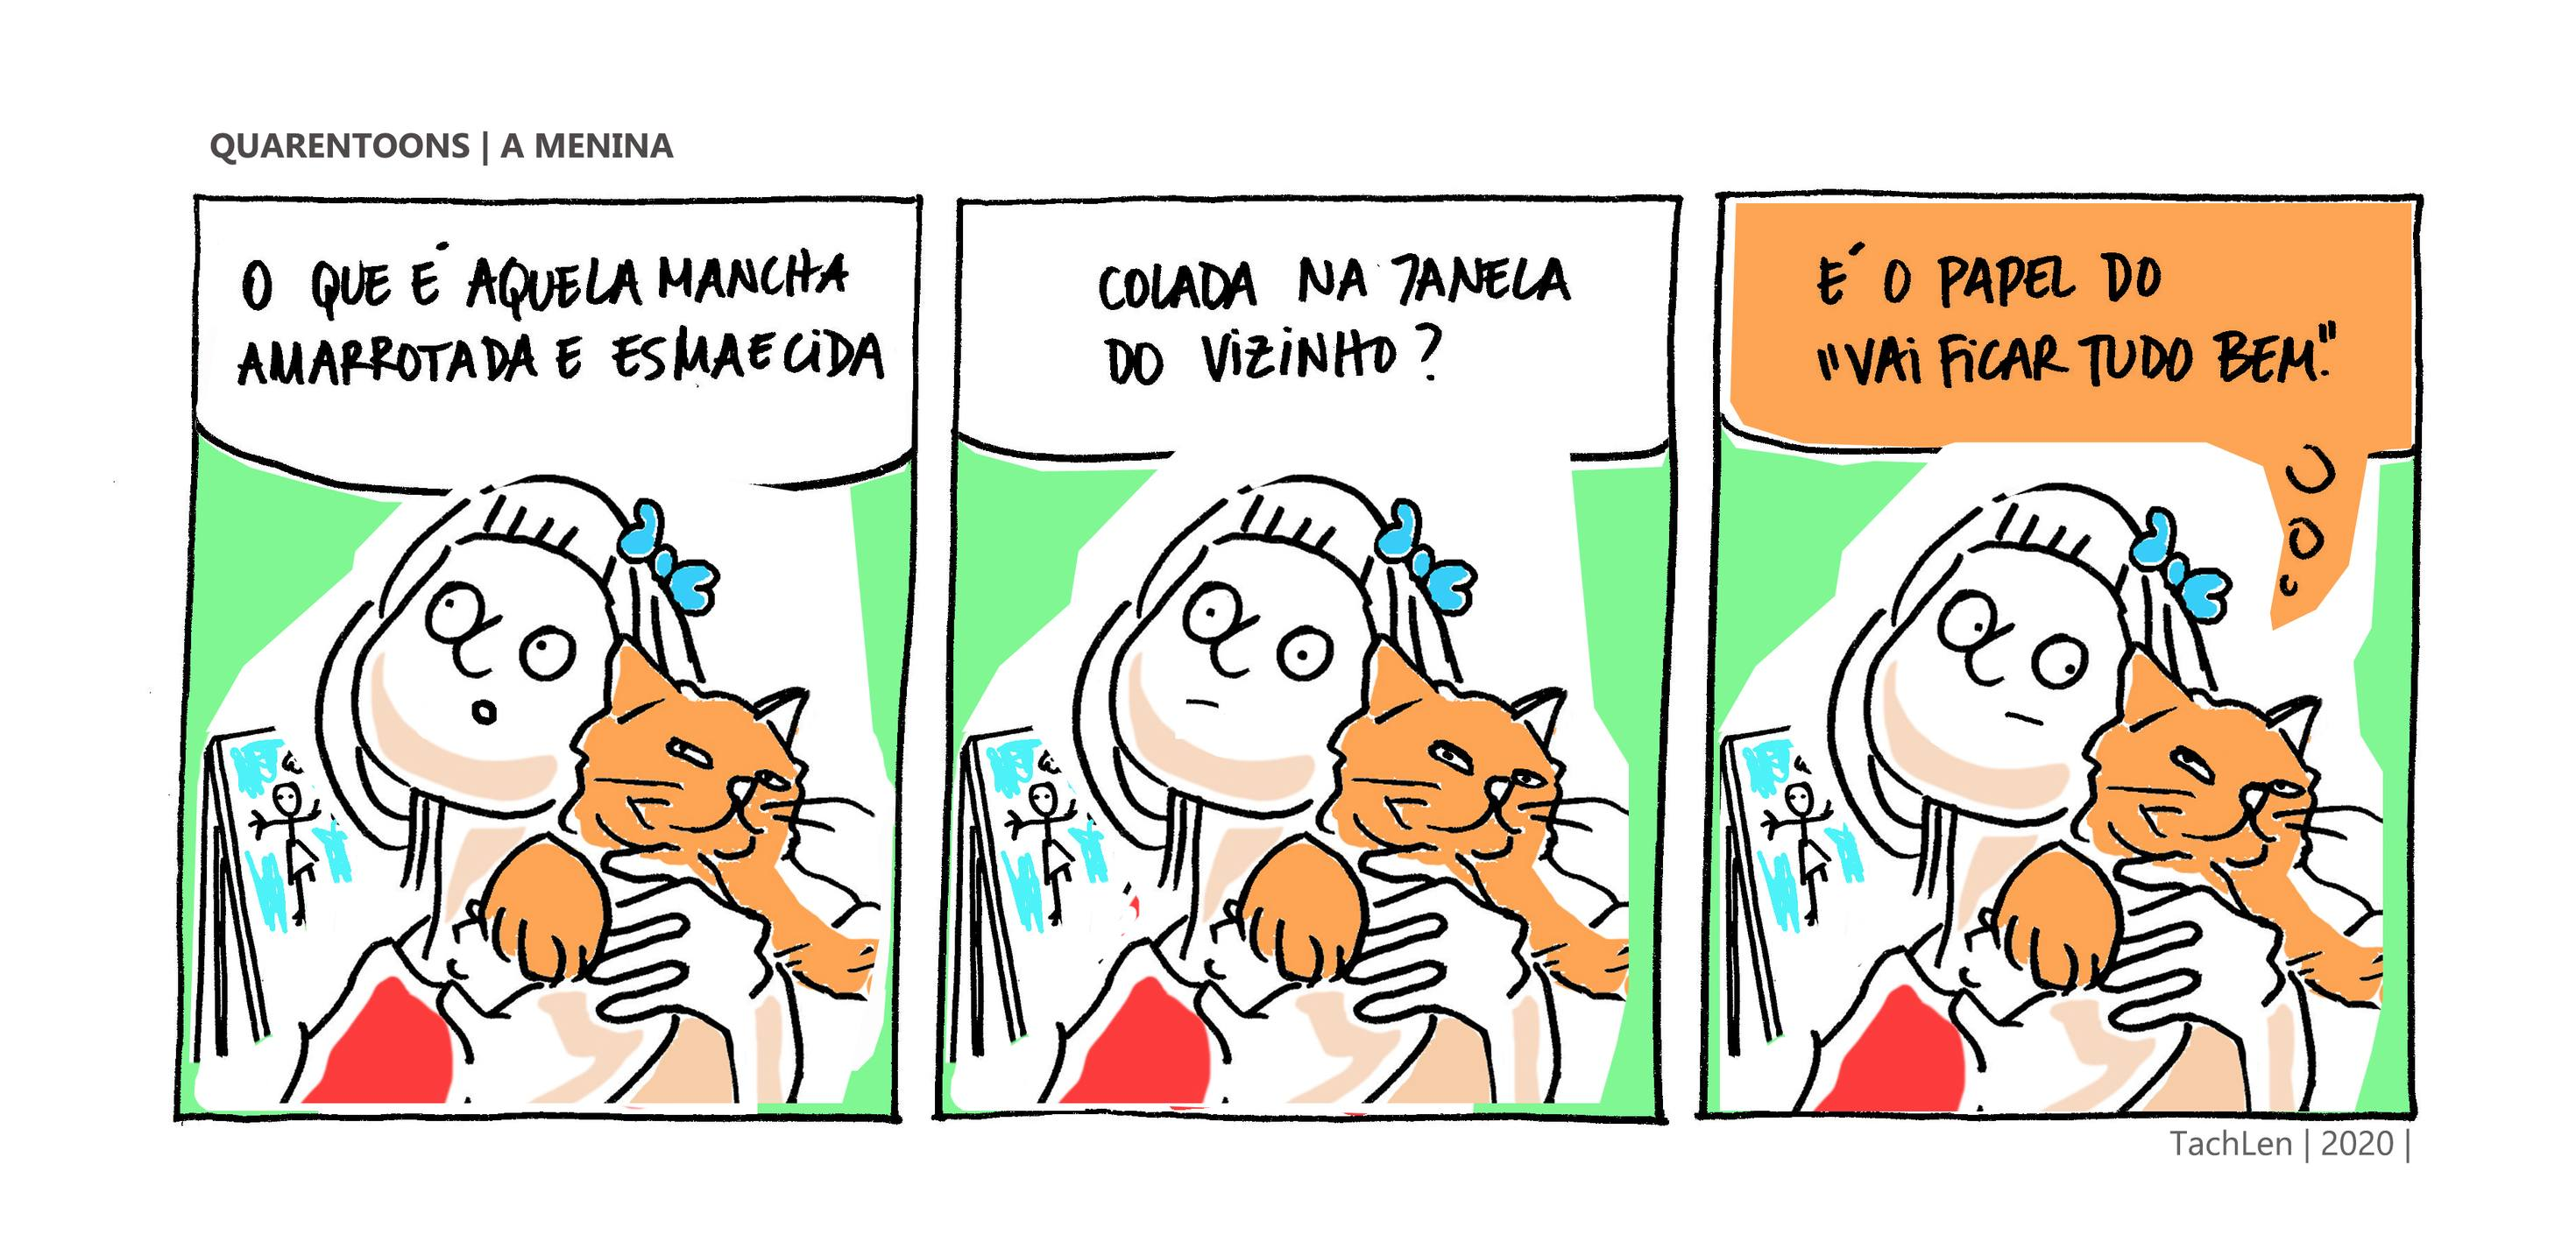 QUARENTOONS | A MENINA
O QUE É AQUELA MANCHA
AMARROTADA E ESMAECIDA
COLADA NA JANELA
DO VIZINHO?
É O PAPEL DO
"VAI FICAR TUDO BEM."
TachLen | 2020 |